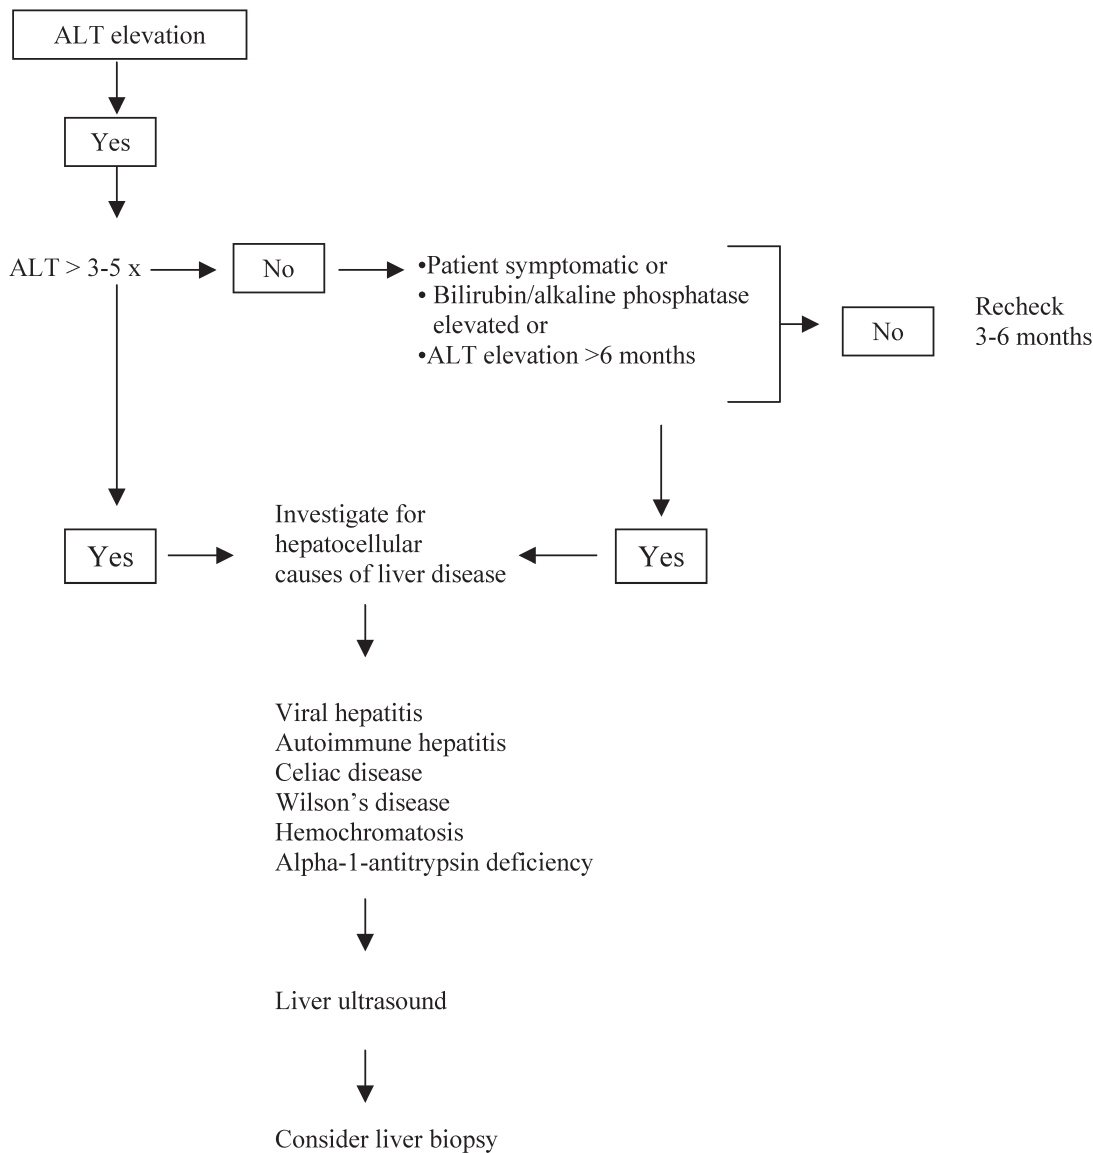 ALT elevation
Yes
ALT > 3-5 x
No
•Patient symptomatic or
• Bilirubin/alkaline phosphatase
elevated or
•ALT elevation >6 months
No
Recheck
3-6 months
Yes
Investigate for
hepatocellular
causes of liver disease
Yes
Viral hepatitis
Autoimmune hepatitis
Celiac disease
Wilson’s disease
Hemochromatosis
Alpha-1-antitrypsin deficiency
Liver ultrasound
Consider liver biopsy